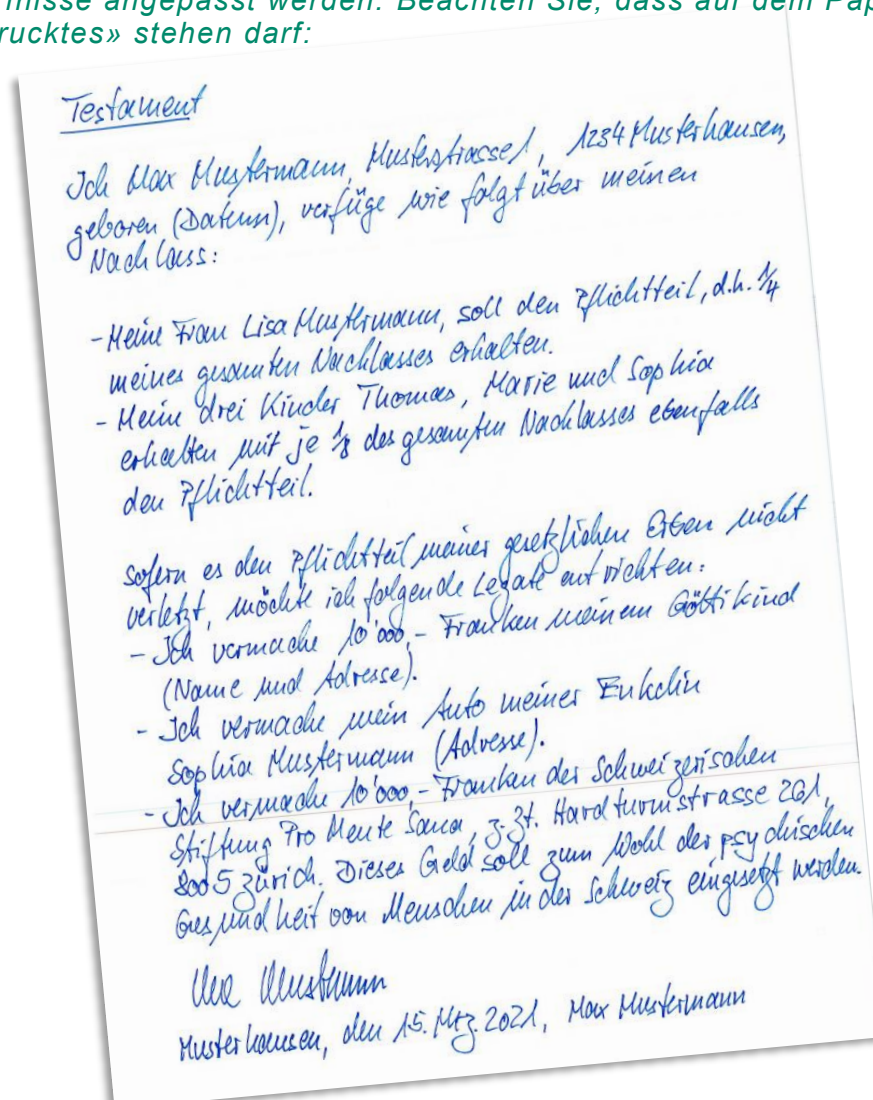 rnisse angepasst werden. Beachten Sie, dass auf dem Pap
rucktes» stehen darf:
Testament
Ich Max Mustermann, Musterstrasse 1, 1234 Musterhausen,
geboren (Datum), verfüge wie folgt über meinen
Nachlass:
- Meine Frau Lisa Mustermann, soll den Pflichtteil, d.h. 1/4
meines gesamten Nachlasses erhalten.
- Meine drei Kinder Thomas, Marie und Sophia
erhalten mit je 1/8 des gesamten Nachlasses ebenfalls
den Pflichtteil.
Sofern es den Pflichtteil meiner gesetzlichen Erben nicht
verletzt, möchte ich folgende Legate entrichten:
- Ich vermache 10'000.- Franken meinem Göttikind
(Name und Adresse).
- Ich vermache mein Auto meiner Enkelin
Sophia Mustermann (Adresse).
- Ich vermache 10'000,- Franken der Schweizerischen
Stiftung Pro Mente Sana, z.Zt. Hardturmstrasse 261,
8005 Zürich. Dieses Geld soll zum Wohl der psychischen
Gesundheit von Menschen in der Schweiz eingesetzt werden.
Max Mustermann
Musterhausen, den 15. Mrz. 2021, Max Mustermann